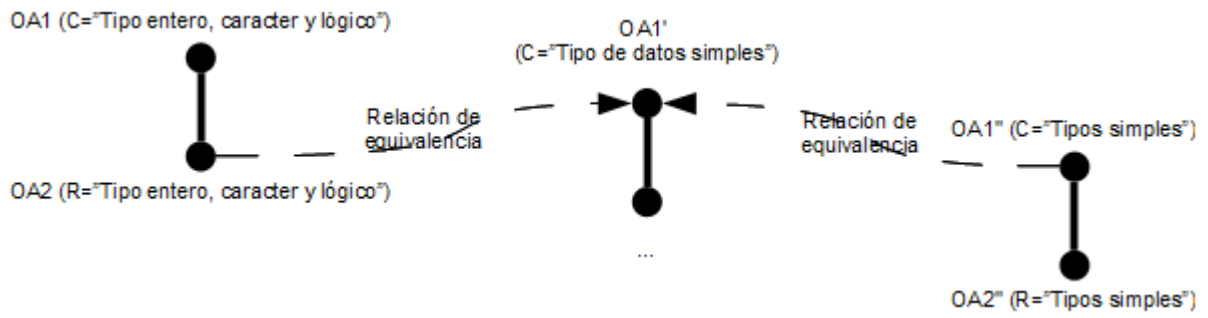 OA1 (C="Tipo entero, caracter y lógico")
OA2 (R="Tipo entero, caracter y lógico")
Relación de
equivalencia
OA1'
(C="Tipo de datos simples")
...
Relación de
equivalencia
OA1" (C="Tipos simples")
OA2" (R="Tipos simples")